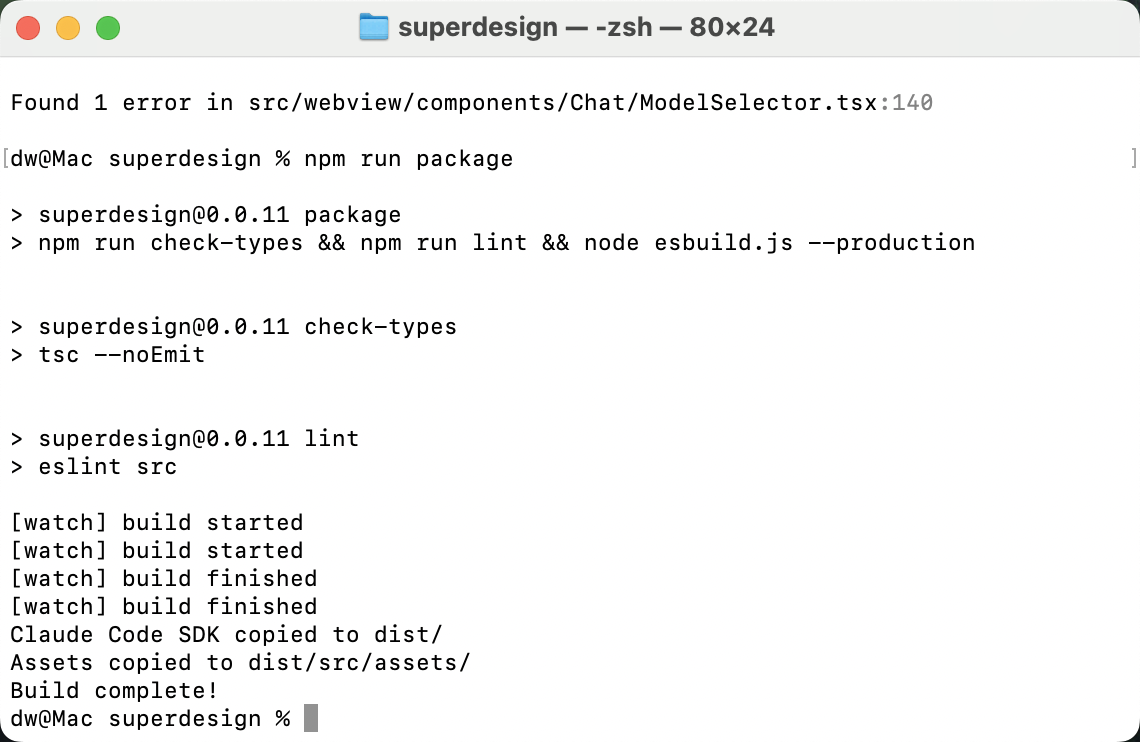 superdesign — -zsh — 80×24
Found 1 error in src/webview/components/Chat/ModelSelector.tsx:140
[dw@Mac superdesign % npm run package ]
> superdesign@0.0.11 package
> npm run check-types && npm run lint && node esbuild.js --production
> superdesign@0.0.11 check-types
> tsc --noEmit
> superdesign@0.0.11 lint
> eslint src
[watch] build started
[watch] build started
[watch] build finished
[watch] build finished
Claude Code SDK copied to dist/
Assets copied to dist/src/assets/
Build complete!
dw@Mac superdesign %